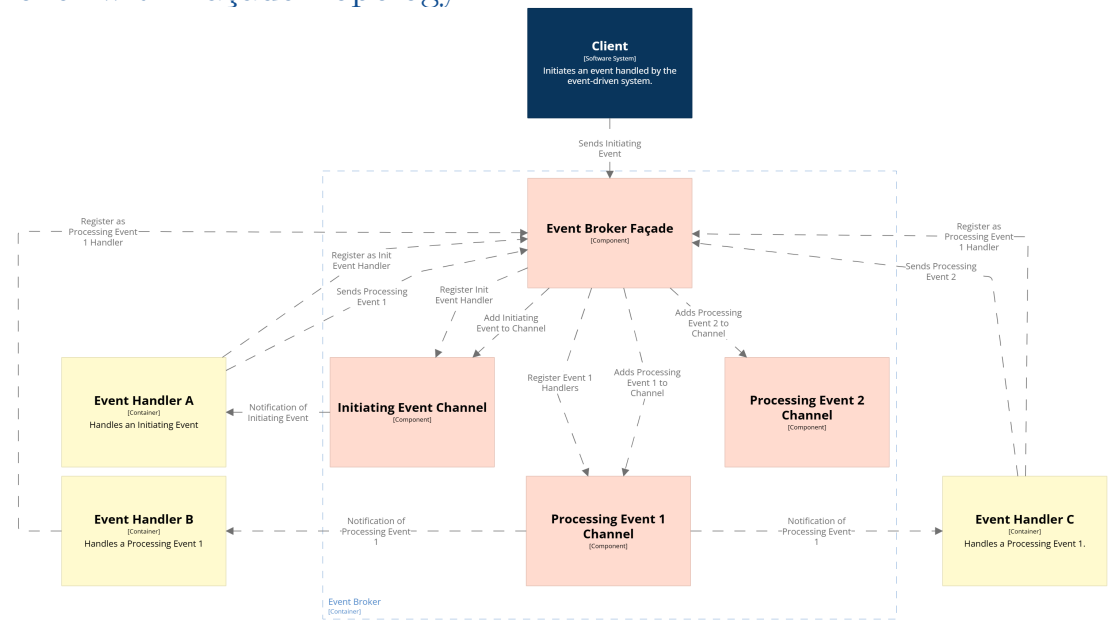 Client
[Software System]
Initiates an event handled by the
event-driven system.
Sends Initiating
Event
Event Broker Façade
[Component]
Register as
Processing Event
1 Handler
Register as Init
Event Handler
Sends Processing
Event 1
Register Init
Event Handler
Add Initiating
Event to Channel
Adds Processing
Event 2 to
Channel
Register as
Processing Event
1 Handler
Sends Processing
Event 2
Register Event 1
Handlers
Adds Processing
Event 1 to
Channel
Event Handler A
[Container]
Handles an Initiating Event
Notification of
Initiating Event
Initiating Event Channel
[Component]
Processing Event 2
Channel
[Component]
Event Handler B
[Container]
Handles a Processing Event 1
Notification of
Processing Event
1
Processing Event 1
Channel
[Component]
Notification of
Processing Event
1
Event Handler C
[Container]
Handles a Processing Event 1.
Event Broker
[Container]